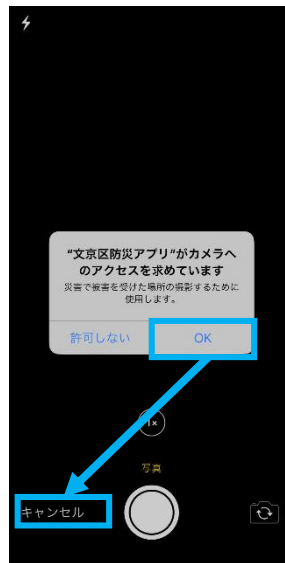 “文京区防災アプリ”がカメラへ
のアクセスを求めています
災害で被害を受けた場所の撮影するために
使用します。
許可しない
OK
1×
写真
キャンセル